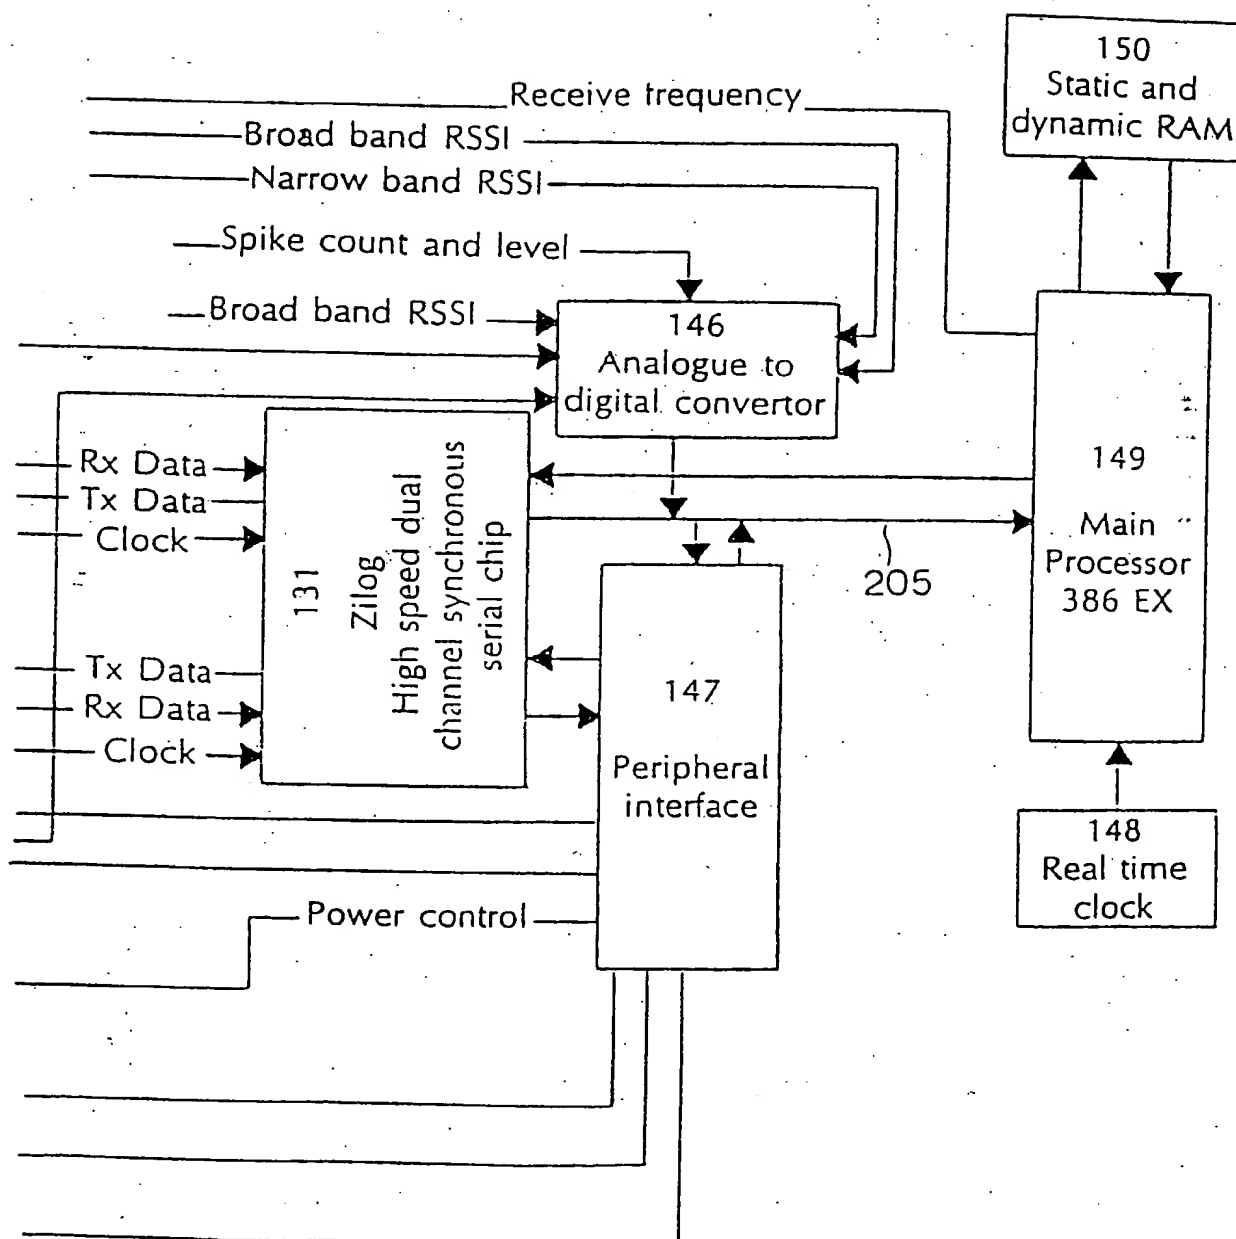 150
Static and
dynamic RAM
Receive frequency
Broad band RSSI
Narrow band RSSI
Spike count and level
Broad band RSSI
146
Analogue to
digital convertor
Rx Data
Tx Data
Clock
Tx Data
Rx Data
Clock
131
Zilog
High speed dual
channel synchronous
serial chip
205
149
Main
Processor
386 EX
147
Peripheral
interface
148
Real time
clock
Power control